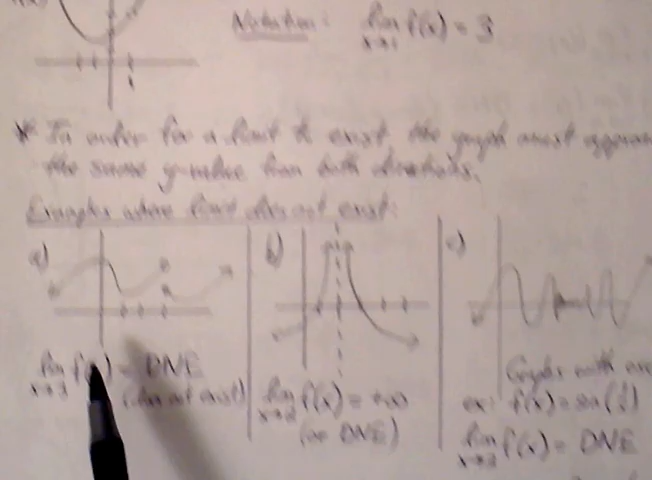 Notation: lim f(x) = 3
x→1
* In order for a limit to exist, the graph must
the same y-value from both directions.
Examples where limit does not exist:
a) b) c)
lim f(x) = DNE
x→3 (does not exist)
lim f(x) = +∞
x→2
(or DNE)
Graphs with
ex: f(x) = sin(1/x)
lim f(x) = DNE